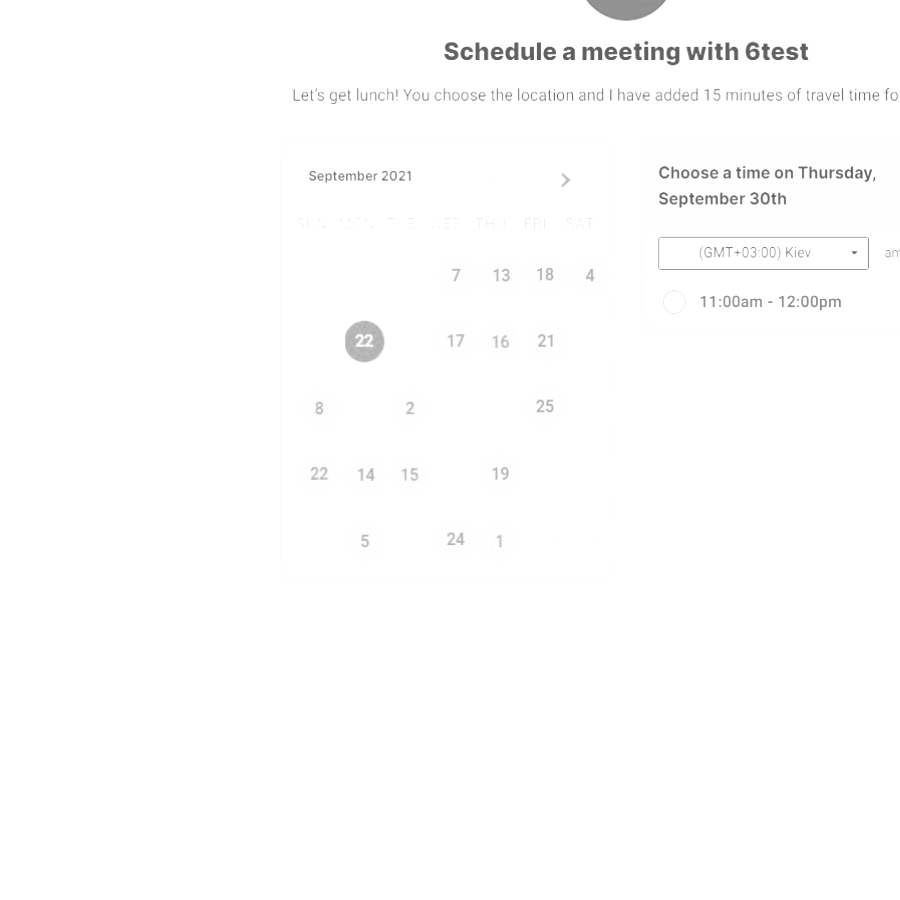 Schedule a meeting with 6test
Let's get lunch! You choose the location and I have added 15 minutes of travel time fo
September 2021
SUN MON TUE WED THU FRI SAT
7 13 18 4
22 17 16 21
8 2 25
22 14 15 19
5 24 1
Choose a time on Thursday,
September 30th
(GMT+03:00) Kiev am
11:00am - 12:00pm